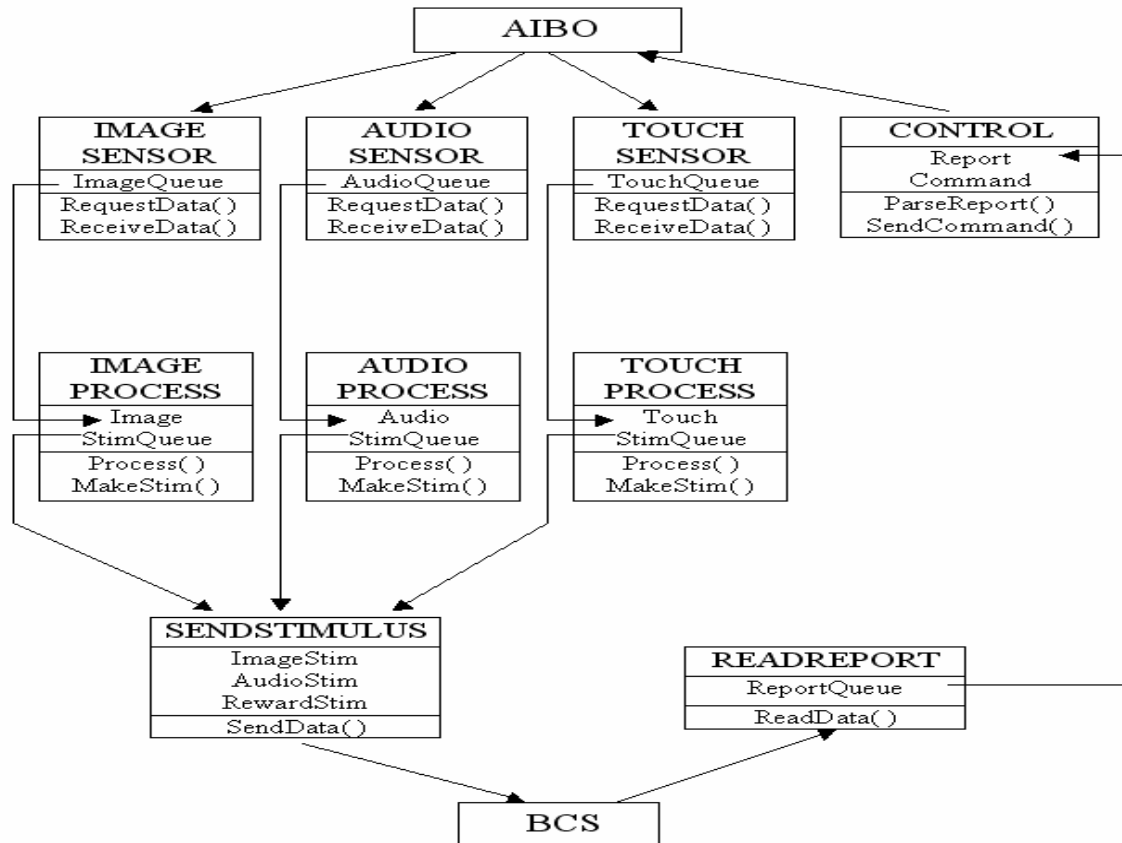 AIBO
IMAGE
SENSOR
ImageQueue
RequestData( )
ReceiveData( )
AUDIO
SENSOR
AudioQueue
RequestData( )
ReceiveData( )
TOUCH
SENSOR
TouchQueue
RequestData( )
ReceiveData( )
CONTROL
Report
Command
ParseReport( )
SendCommand( )
IMAGE
PROCESS
Image
StimQueue
Process( )
MakeStim( )
AUDIO
PROCESS
Audio
StimQueue
Process( )
MakeStim( )
TOUCH
PROCESS
Touch
StimQueue
Process( )
MakeStim( )
SENDSTIMULUS
ImageStim
AudioStim
RewardStim
SendData( )
READREPORT
ReportQueue
ReadData( )
BCS